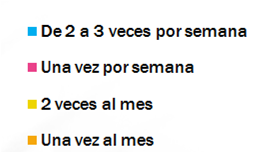 De 2 a 3 veces por semana
Una vez por semana
2 veces al mes
Una vez al mes